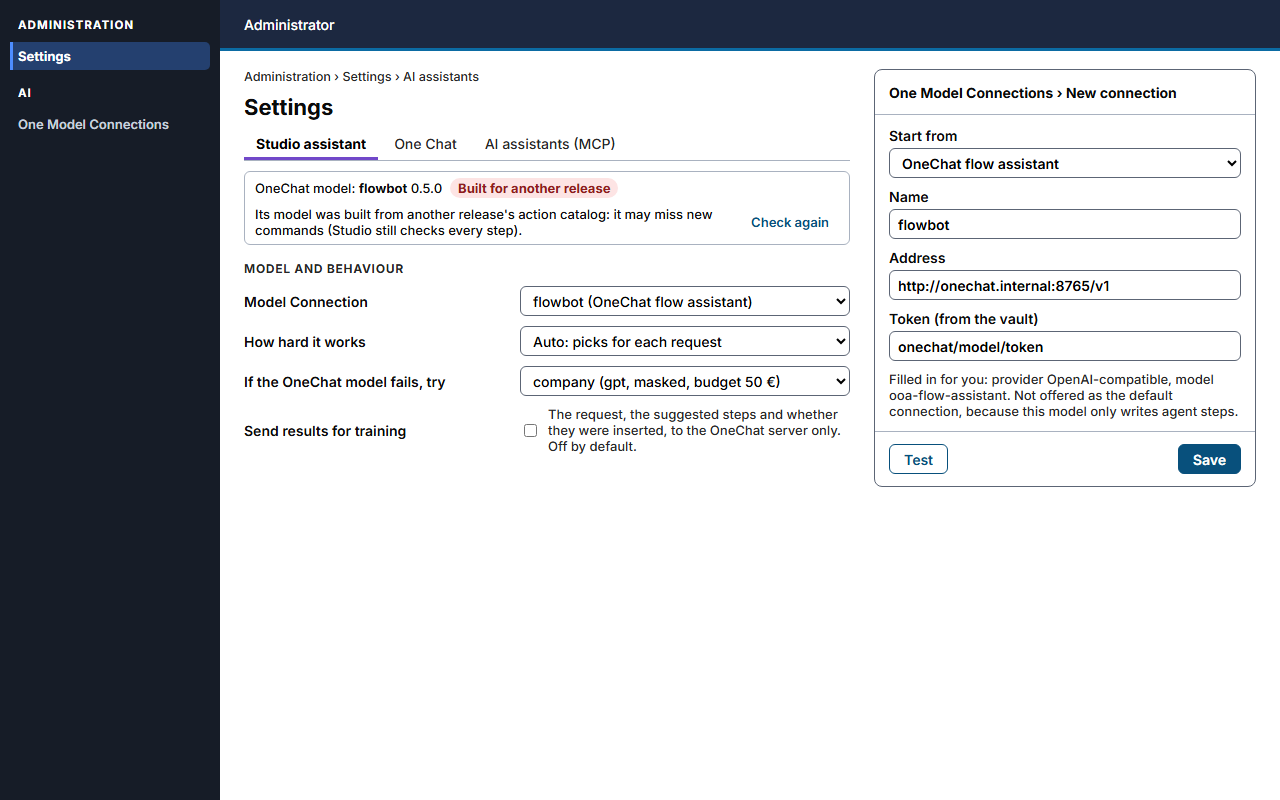 ADMINISTRATION
Settings
AI
One Model Connections
Administrator
Administration › Settings › AI assistants
Settings
Studio assistant
One Chat
AI assistants (MCP)
OneChat model: flowbot 0.5.0 Built for another release
Its model was built from another release's action catalog: it may miss new
commands (Studio still checks every step).
Check again
MODEL AND BEHAVIOUR
Model Connection
flowbot (OneChat flow assistant)
How hard it works
Auto: picks for each request
If the OneChat model fails, try
company (gpt, masked, budget 50 €)
Send results for training
The request, the suggested steps and whether
they were inserted, to the OneChat server only.
Off by default.
One Model Connections › New connection
Start from
OneChat flow assistant
Name
flowbot
Address
http://onechat.internal:8765/v1
Token (from the vault)
onechat/model/token
Filled in for you: provider OpenAI-compatible, model
ooa-flow-assistant. Not offered as the default
connection, because this model only writes agent steps.
Test
Save